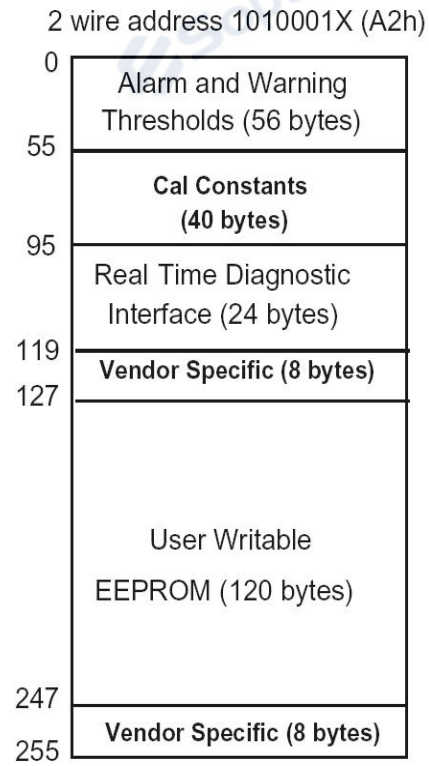 2 wire address 1010001X (A2h)
0
Alarm and Warning
Thresholds (56 bytes)
55
Cal Constants
(40 bytes)
95
Real Time Diagnostic
Interface (24 bytes)
119
Vendor Specific (8 bytes)
127
User Writable
EEPROM (120 bytes)
247
Vendor Specific (8 bytes)
255